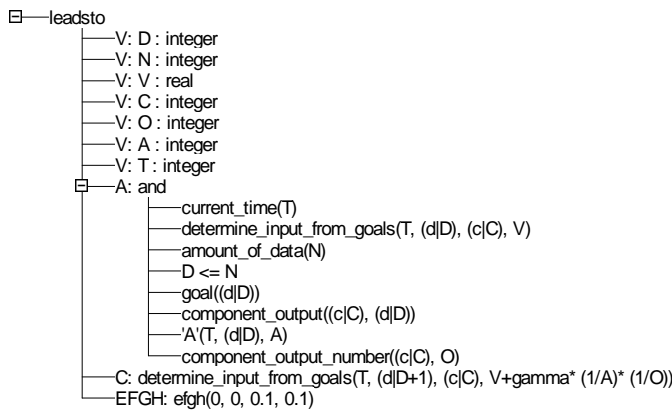 leadsto
V: D : integer
V: N : integer
V: V : real
V: C : integer
V: O : integer
V: A : integer
V: T : integer
A: and
current_time(T)
determine_input_from_goals(T, (d|D), (c|C), V)
amount_of_data(N)
D <= N
goal((d|D))
component_output((c|C), (d|D))
'A'(T, (d|D), A)
component_output_number((c|C), O)
C: determine_input_from_goals(T, (d|D+1), (c|C), V+gamma* (1/A)* (1/O))
EFGH: efgh(0, 0, 0.1, 0.1)